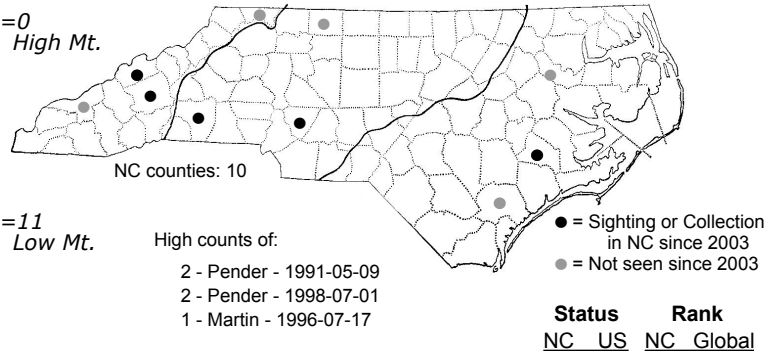 =0
High Mt.
NC counties: 10
=11
Low Mt.
High counts of:
2 - Pender - 1991-05-09
2 - Pender - 1998-07-01
1 - Martin - 1996-07-17
= Sighting or Collection
in NC since 2003
= Not seen since 2003
Status Rank
NC US NC Global